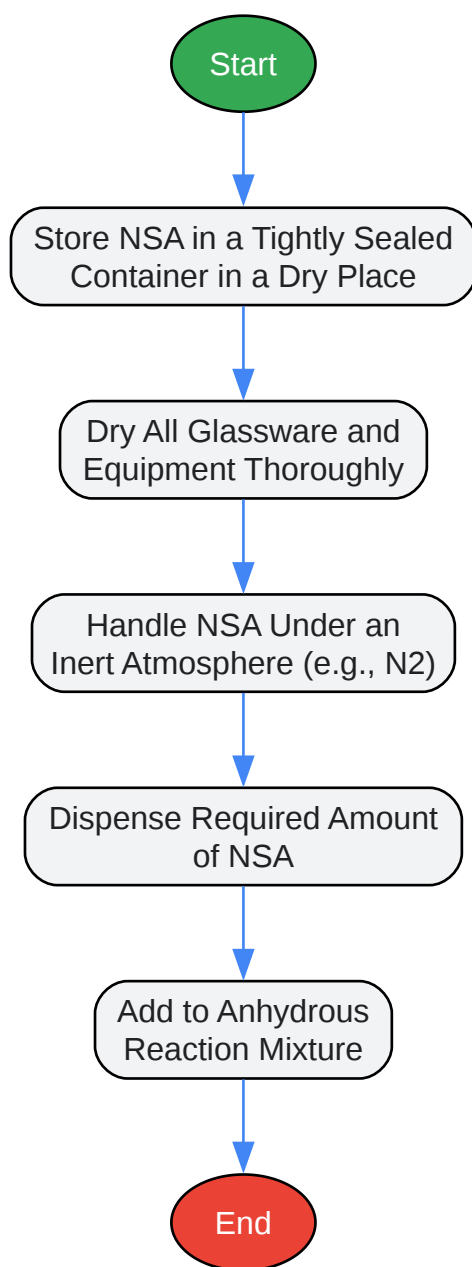 Start
Store NSA in a Tightly Sealed
Container in a Dry Place
Dry All Glassware and
Equipment Thoroughly
Handle NSA Under an
Inert Atmosphere (e.g., N2)
Dispense Required Amount
of NSA
Add to Anhydrous
Reaction Mixture
End